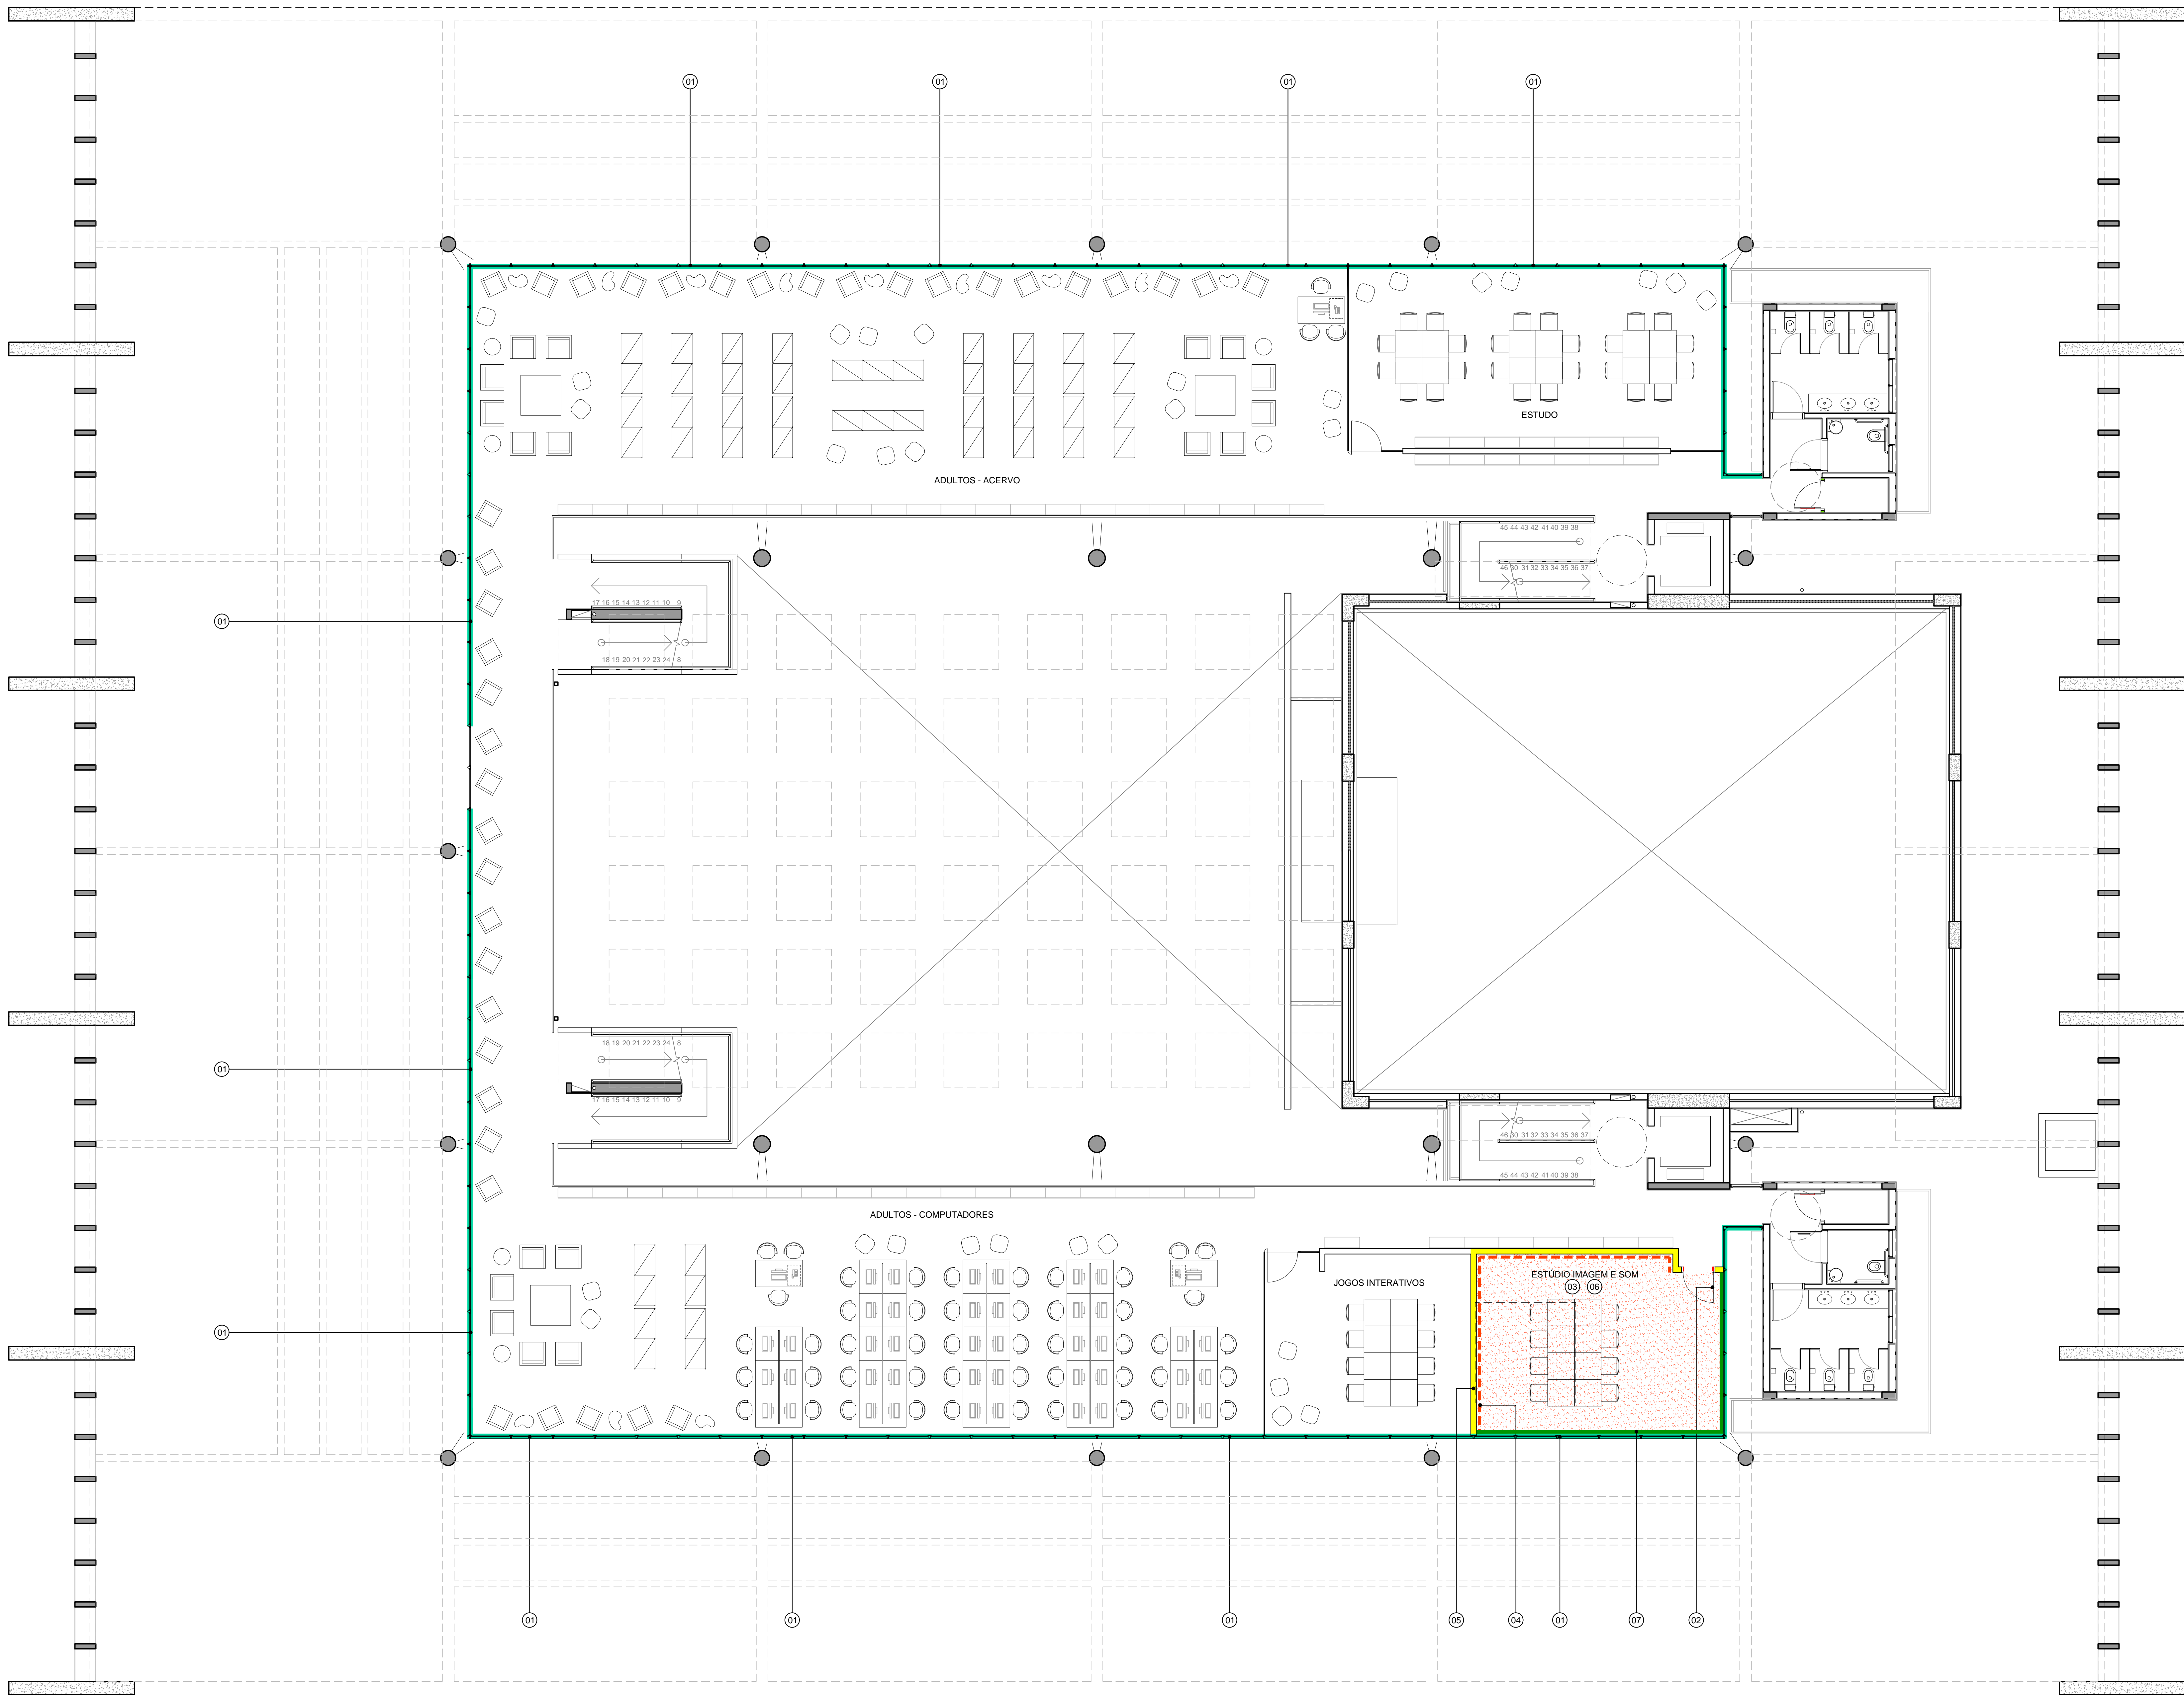 01 01 01 01
ESTUDO
ADULTOS - ACERVO
45 44 43 42 41 40 39 38
46 30 31 32 33 34 35 36 37
17 16 15 14 13 12 11 10 9
01
18 19 20 21 22 23 24 8
18 19 20 21 22 23 24 8
01
17 16 15 14 13 12 11 10 9
46 30 31 32 33 34 35 36 37
45 44 43 42 41 40 39 38
ADULTOS - COMPUTADORES
ESTÚDIO IMAGEM E SOM
JOGOS INTERATIVOS
03 06
01
01 01 01 05 04 01 07 02